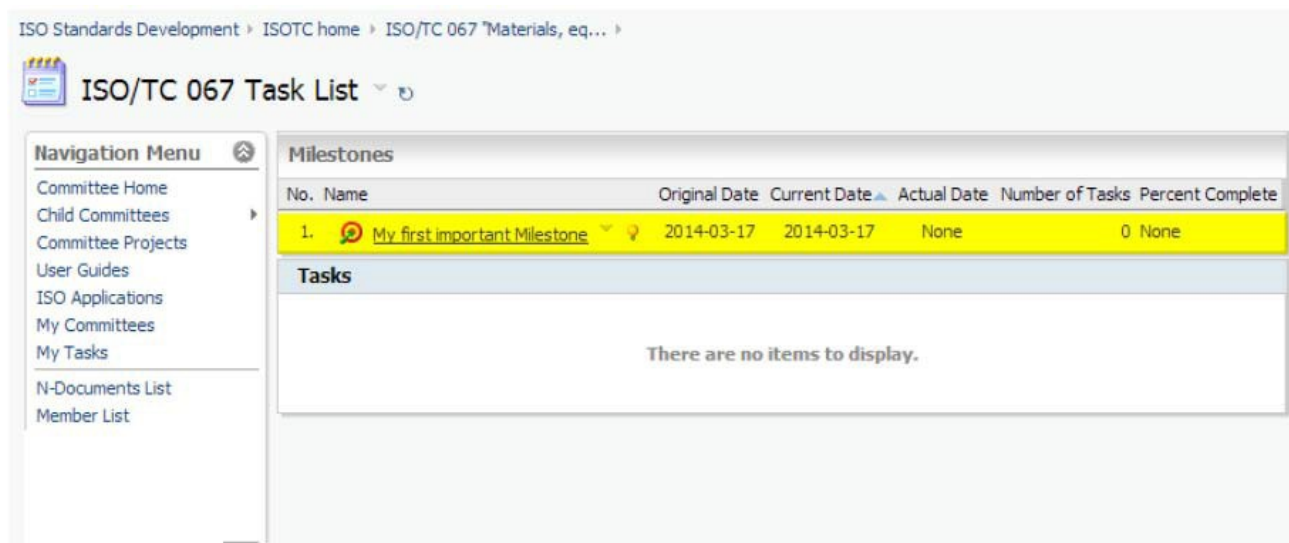 ISO Standards Development ISOTC home ISO/TC 067 "Materials, eq...
ISO/TC 067 Task List
Navigation Menu
Committee Home
Child Committees
Committee Projects
User Guides
ISO Applications
My Committees
My Tasks
N-Documents List
Member List
Milestones
No. Name Original Date Current Date Actual Date Number of Tasks Percent Complete
1. My first important Milestone 2014-03-17 2014-03-17 None 0 None
Tasks
There are no items to display.